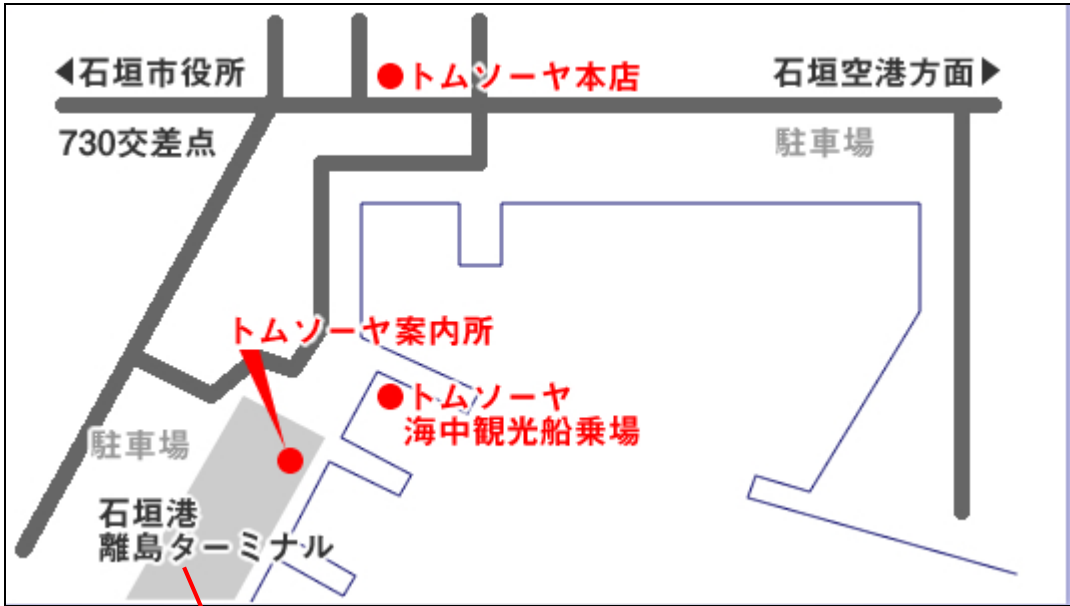 ◀石垣市役所
●トムソーヤ本店
石垣空港方面▶
730交差点
駐車場
トムソーヤ案内所
●トムソーヤ
海中観光船乗場
駐車場
石垣港
離島ターミナル